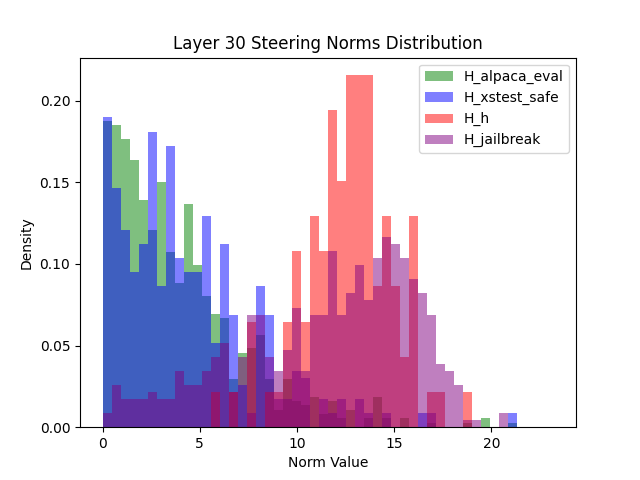 Layer 30 Steering Norms Distribution
H_alpaca_eval
H_xstest_safe
H_h
H_jailbreak
Density
0.20
0.15
0.10
0.05
0.00
0
5
10
15
20
Norm Value